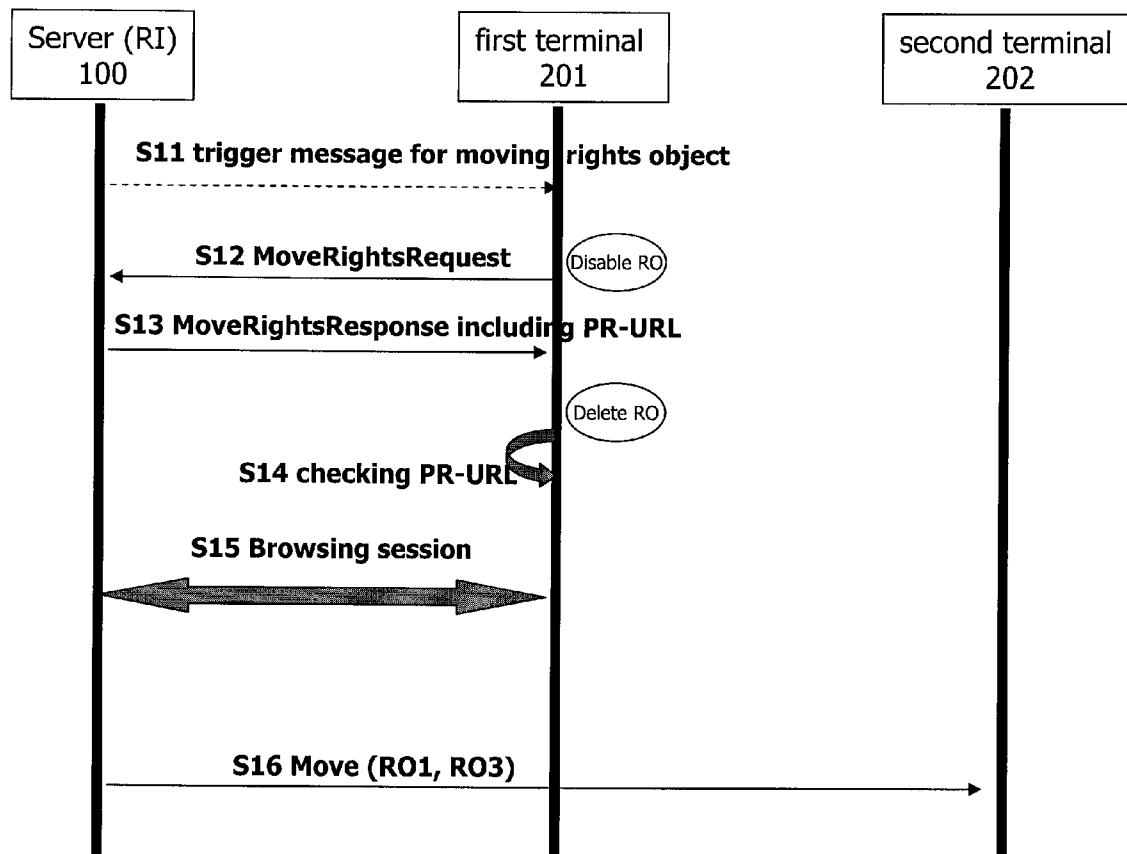 Server (RI)
100
first terminal
201
second terminal
202
S11 trigger message for moving rights object
S12 MoveRightsRequest
Disable RO
S13 MoveRightsResponse including PR-URL
Delete RO
S14 checking PR-URL
S15 Browsing session
S16 Move (RO1, RO3)